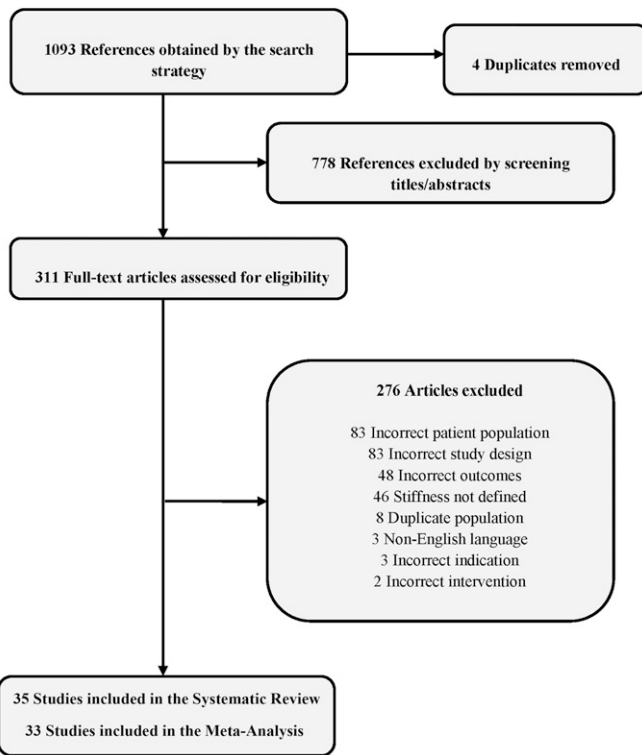 1093 References obtained by the search
strategy
4 Duplicates removed
778 References excluded by screening
titles/abstracts
311 Full-text articles assessed for eligibility
276 Articles excluded
83 Incorrect patient population
83 Incorrect study design
48 Incorrect outcomes
46 Stiffness not defined
8 Duplicate population
3 Non-English language
3 Incorrect indication
2 Incorrect intervention
35 Studies included in the Systematic Review
33 Studies included in the Meta-Analysis